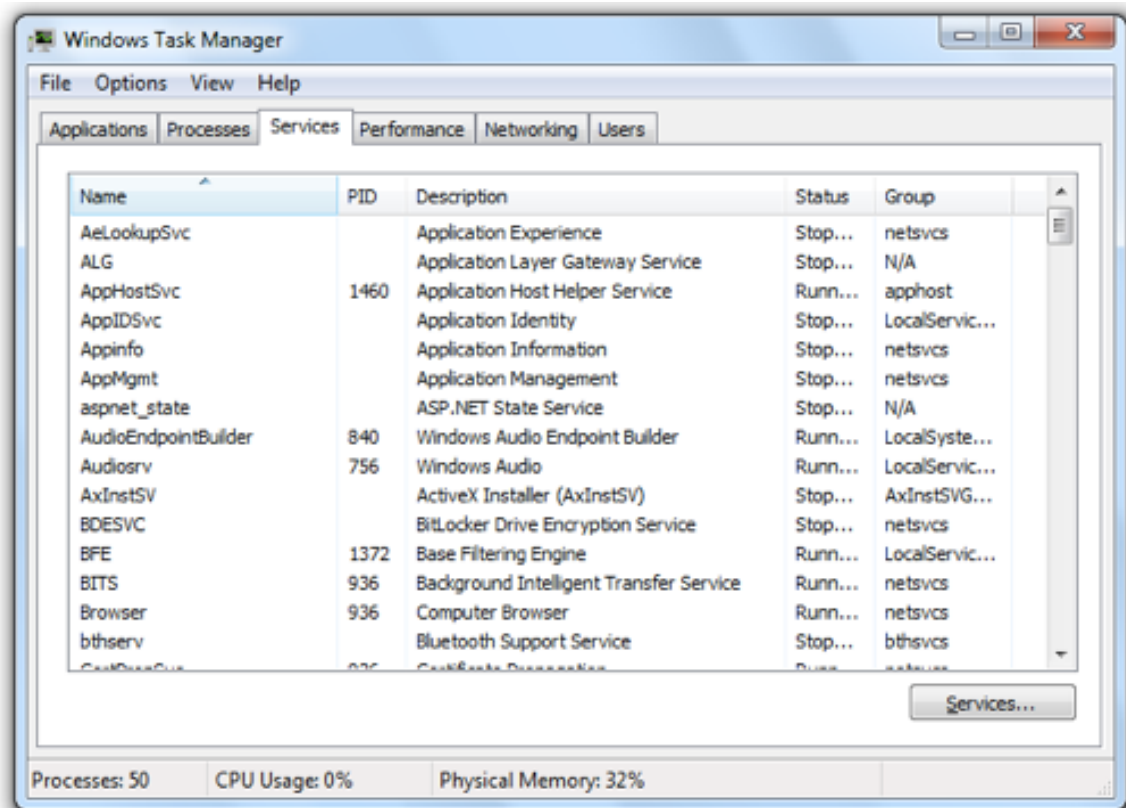 Windows Task Manager
File Options View Help
Applications Processes Services Performance Networking Users
Name PID Description Status Group
AeLookupSvc Application Experience Stop... netsvcs
ALG Application Layer Gateway Service Stop... N/A
AppHostSvc 1460 Application Host Helper Service Runn... apphost
AppIDSvc Application Identity Stop... LocalServic...
Appinfo Application Information Stop... netsvcs
AppMgmt Application Management Stop... netsvcs
aspnet_state ASP.NET State Service Stop... N/A
AudioEndpointBuilder 840 Windows Audio Endpoint Builder Runn... LocalSyste...
Audiosrv 756 Windows Audio Runn... LocalServic...
AxInstSV ActiveX Installer (AxInstSV) Stop... AxInstSVG...
BDESVC BitLocker Drive Encryption Service Stop... netsvcs
BFE 1372 Base Filtering Engine Runn... LocalServic...
BITS 936 Background Intelligent Transfer Service Runn... netsvcs
Browser 936 Computer Browser Runn... netsvcs
bthserv Bluetooth Support Service Stop... bthsvcs
Services...
Processes: 50 CPU Usage: 0% Physical Memory: 32%